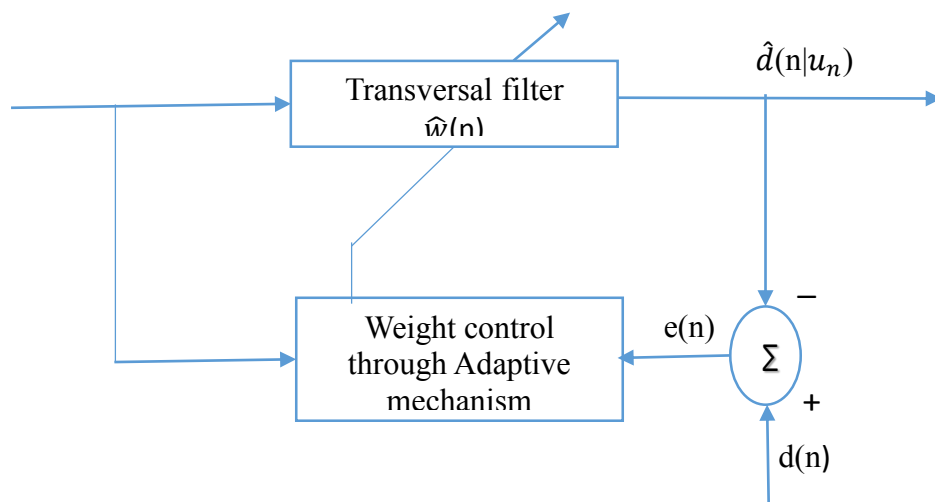 d̂(n|uₙ)
Transversal filter
ŵ(n)
−
Weight control
through Adaptive
mechanism
e(n)
Σ
+
d(n)